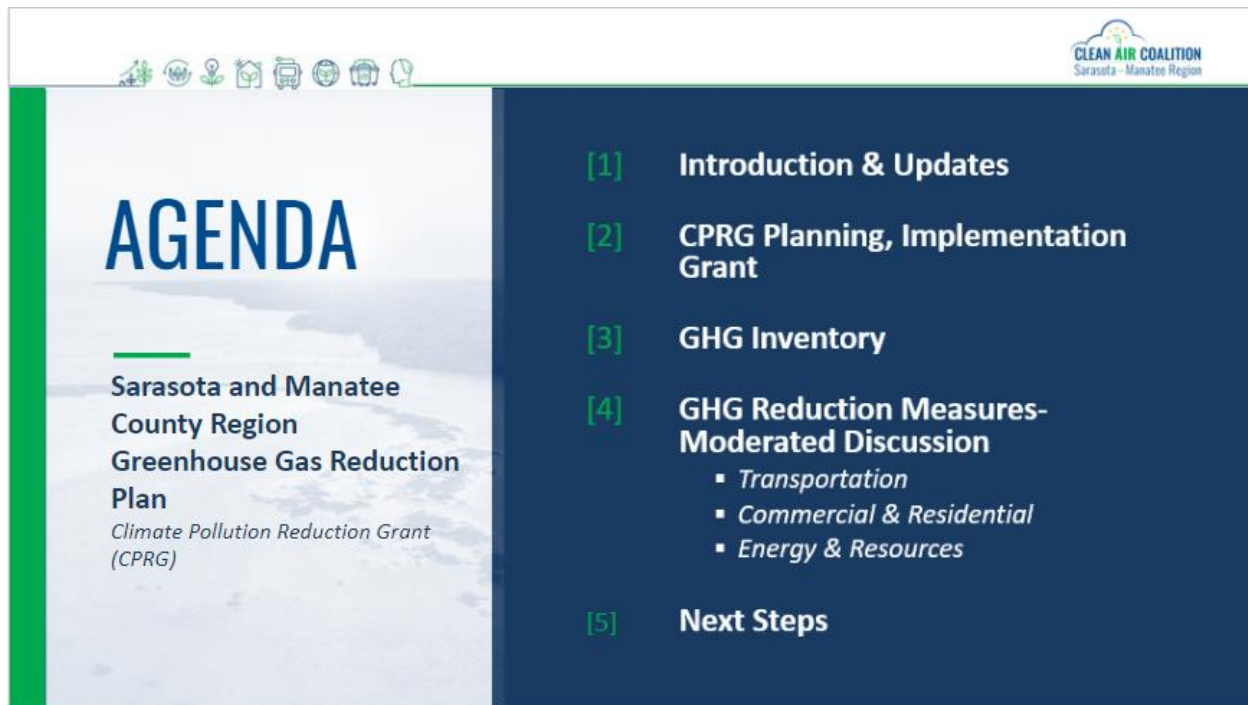 CLEAN AIR COALITION
Sarasota - Manatee Region
AGENDA
Sarasota and Manatee
County Region
Greenhouse Gas Reduction
Plan
Climate Pollution Reduction Grant
(CPRG)
[1] Introduction & Updates
[2] CPRG Planning, Implementation
Grant
[3] GHG Inventory
[4] GHG Reduction Measures-
Moderated Discussion
▪ Transportation
▪ Commercial & Residential
▪ Energy & Resources
[5] Next Steps